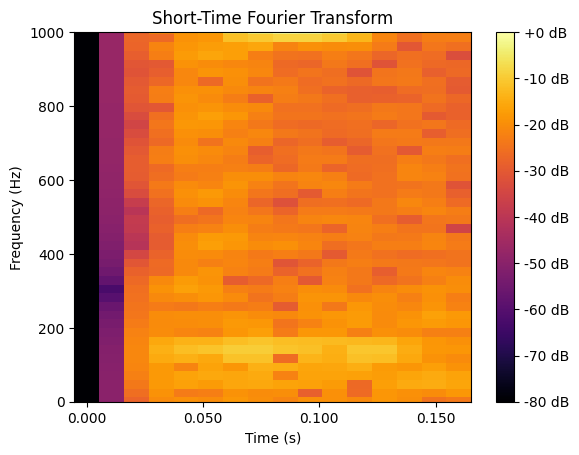 Short-Time Fourier Transform
1000
800
600
400
200
0
Frequency (Hz)
0.000
0.050
0.100
0.150
Time (s)
+0 dB
-10 dB
-20 dB
-30 dB
-40 dB
-50 dB
-60 dB
-70 dB
-80 dB